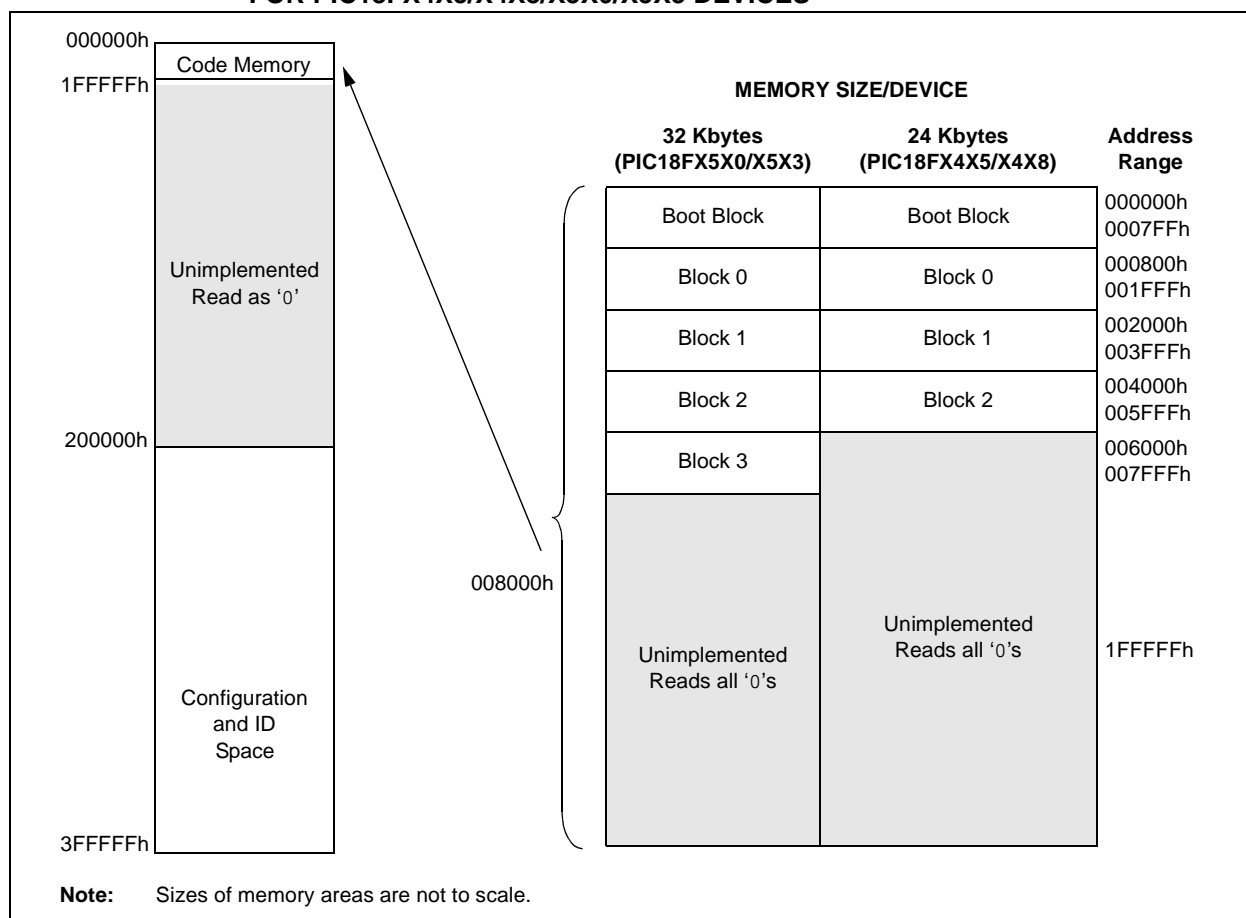 000000h
Code Memory
1FFFFFh
Unimplemented
Read as ‘0’
200000h
Configuration
and ID
Space
3FFFFFh
008000h
MEMORY SIZE/DEVICE
32 Kbytes
(PIC18FX5X0/X5X3)
24 Kbytes
(PIC18FX4X5/X4X8)
Address
Range
Boot Block
Boot Block
000000h
0007FFh
Block 0
Block 0
000800h
001FFFh
Block 1
Block 1
002000h
003FFFh
Block 2
Block 2
004000h
005FFFh
Block 3
006000h
007FFFh
Unimplemented
Reads all ‘0’s
Unimplemented
Reads all ‘0’s
1FFFFFh
Note: Sizes of memory areas are not to scale.